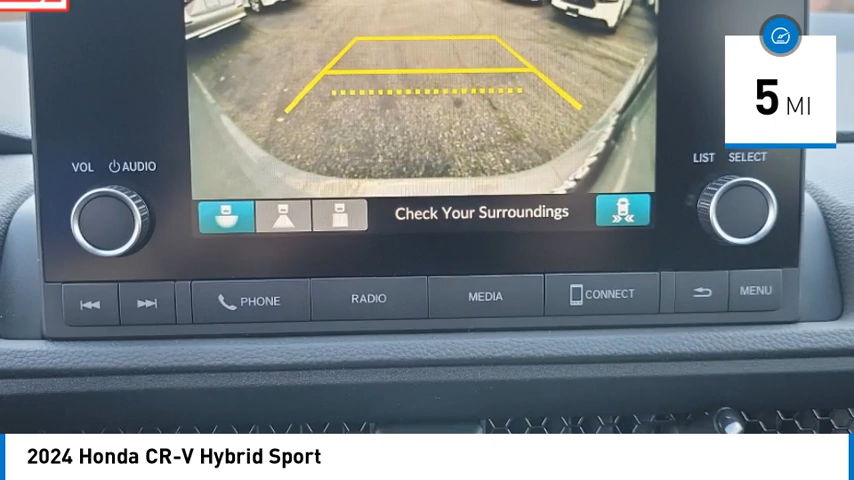 5 MI
VOL AUDIO
LIST SELECT
Check Your Surroundings
PHONE RADIO MEDIA CONNECT MENU
2024 Honda CR-V Hybrid Sport